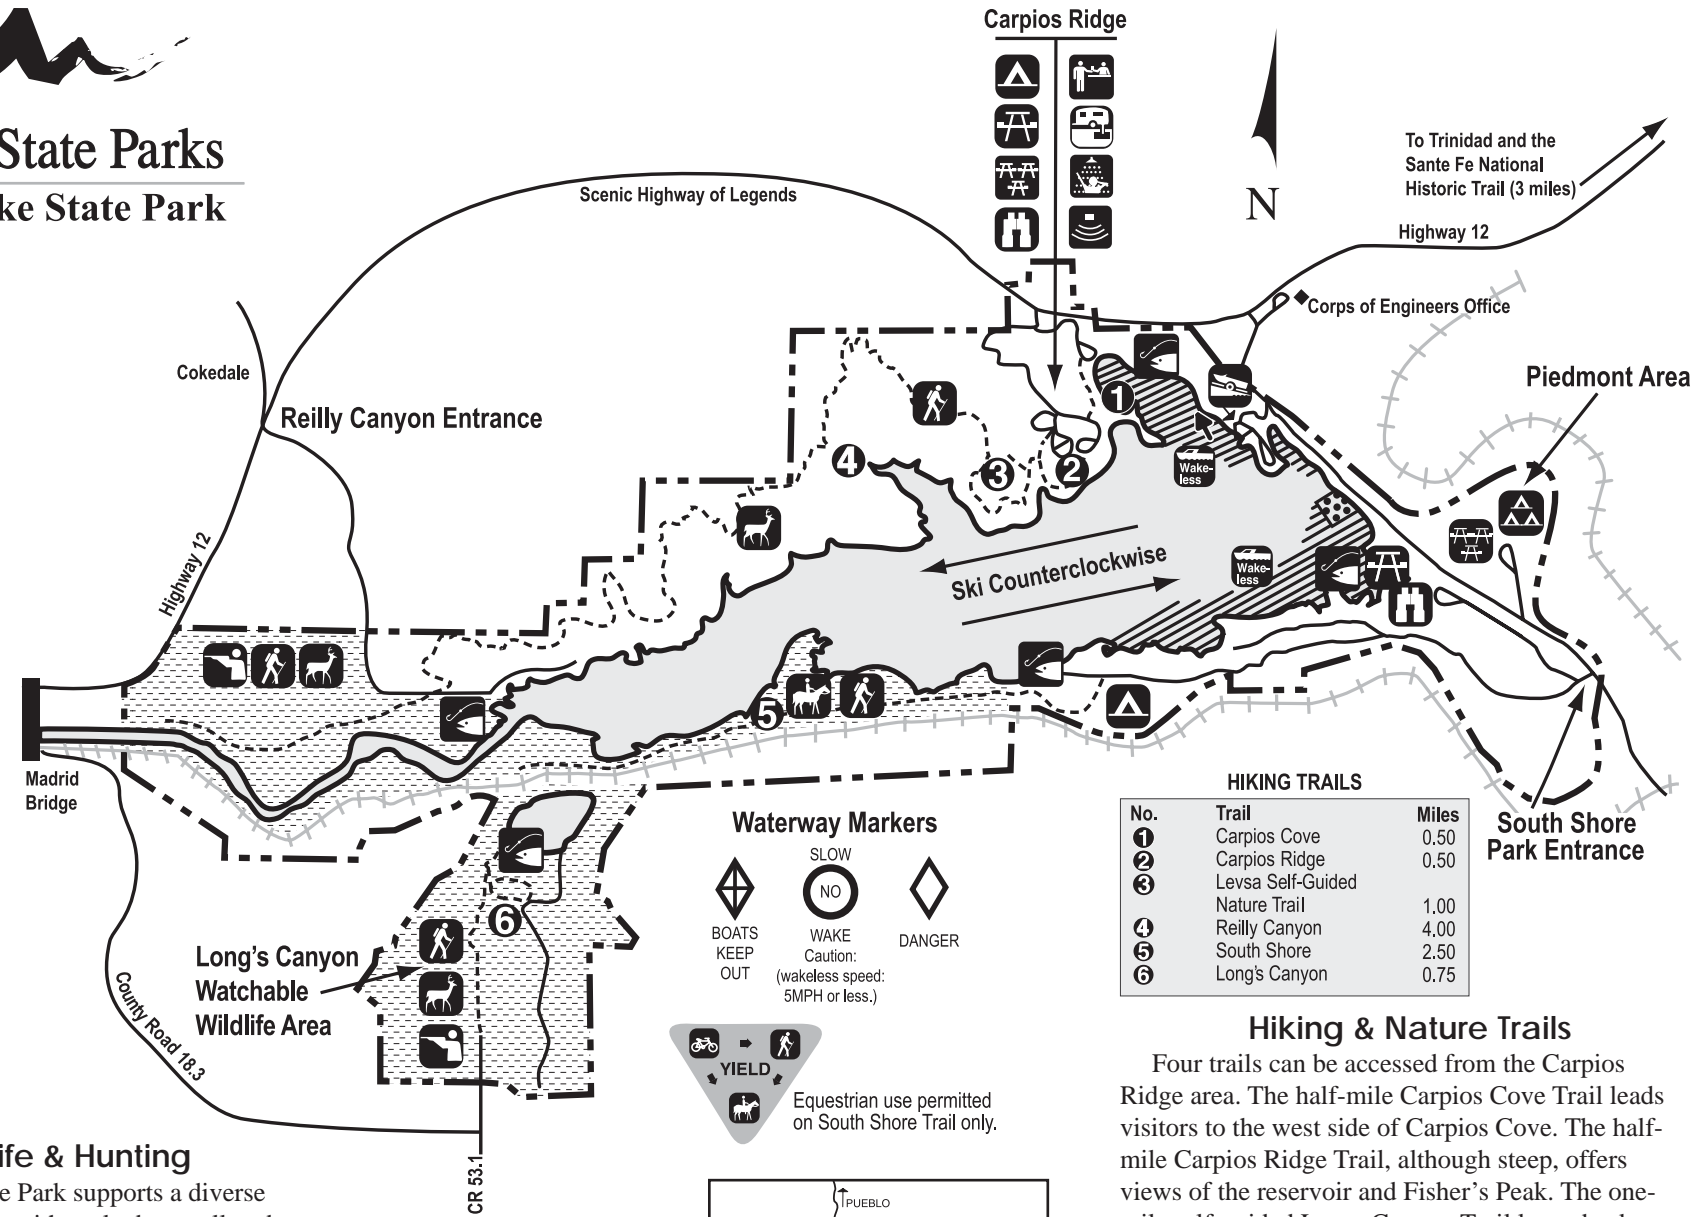 State Parks
ke State Park
Carpios Ridge
Scenic Highway of Legends
N
To Trinidad and the
Sante Fe National
Historic Trail (3 miles)
Highway 12
Corps of Engineers Office
Piedmont Area
Cokedale
Reilly Canyon Entrance
Highway 12
1
2
3
4
Wake-
less
Wake-
less
Ski Counterclockwise
5
Madrid
Bridge
6
Long's Canyon
Watchable
Wildlife Area
County Road 18.3
CR 53.1
South Shore
Park Entrance
Waterway Markers
BOATS
KEEP
OUT
SLOW
NO
WAKE
Caution:
(wakeless speed:
5MPH or less.)
DANGER
YIELD
Equestrian use permitted
on South Shore Trail only.
HIKING TRAILS
No. Trail Miles
1 Carpios Cove 0.50
2 Carpios Ridge 0.50
3 Levsa Self-Guided
Nature Trail 1.00
4 Reilly Canyon 4.00
5 South Shore 2.50
6 Long's Canyon 0.75
Hiking & Nature Trails
Four trails can be accessed from the Carpios
Ridge area. The half-mile Carpios Cove Trail leads
visitors to the west side of Carpios Cove. The half-
mile Carpios Ridge Trail, although steep, offers
views of the reservoir and Fisher's Peak. The one-
ife & Hunting
e Park supports a diverse
PUEBLO